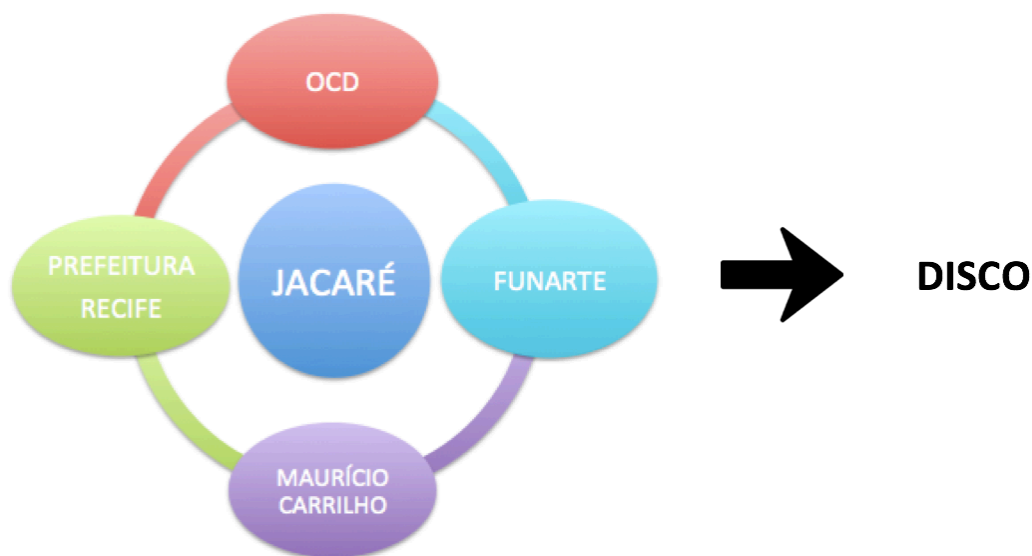 OCD
PREFEITURA
RECIFE
JACARÉ
FUNARTE
DISCO
MAURÍCIO
CARRILHO